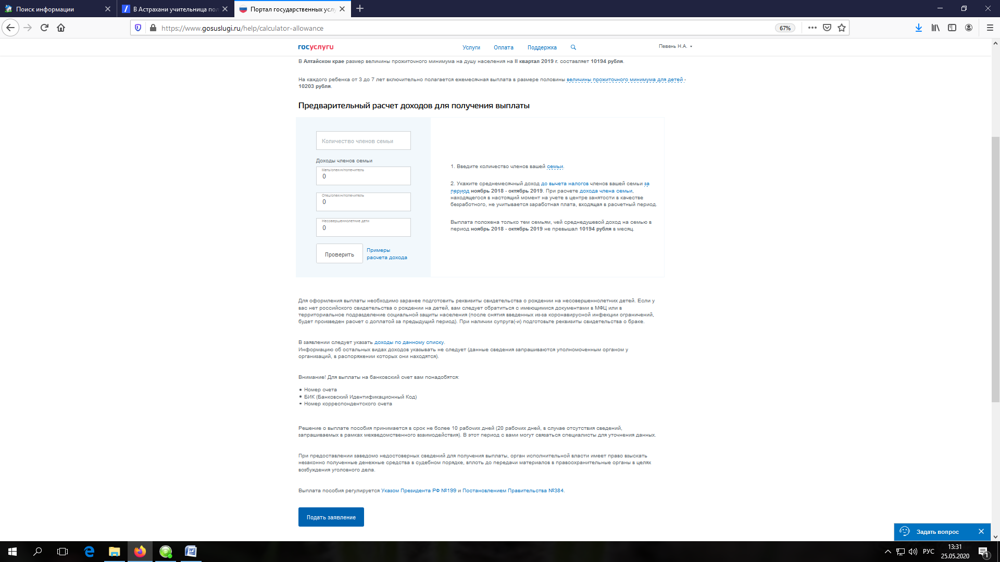 Поиск информации
В Астрахани учительница пол
Портал государственных услу
https://www.gosuslugi.ru/help/calculator-allowance
67%
госуслуги
Услуги
Оплата
Поддержка
Певень Н.А.
В Алтайском крае размер величины прожиточного минимума на душу населения на II квартал 2019 г. составляет 10194 рубля.
На каждого ребенка от 3 до 7 лет включительно полагается ежемесячная выплата в размере половины величины прожиточного минимума для детей -
10203 рубля.
Предварительный расчет доходов для получения выплаты
Количество членов семьи
Доходы членов семьи
Мать/опекун/попечитель
0
Отец/опекун/попечитель
0
Несовершеннолетние дети
0
Проверить
Примеры
расчета дохода
1. Введите количество членов вашей семьи.
2. Укажите среднемесячный доход до вычета налогов членов вашей семьи за
период ноябрь 2018 - октябрь 2019. При расчете дохода члена семьи,
находящегося в настоящий момент на учете в центре занятости в качестве
безработного, не учитывается заработная плата, входящая в расчетный период.
Выплата положена только тем семьям, чей среднедушевой доход на семью в
период ноябрь 2018 - октябрь 2019 не превышал 10194 рубля в месяц.
Для оформления выплаты необходимо заранее подготовить реквизиты свидетельства о рождении на несовершеннолетних детей. Если у
вас нет российского свидетельства о рождении на детей, вам следует обратиться с имеющимися документами в МФЦ или в
территориальное подразделение социальной защиты населения (после снятия введенных из-за коронавирусной инфекции ограничений,
будет произведен расчет с доплатой за предыдущий период). При наличии супруга(-и) подготовьте реквизиты свидетельства о браке.
В заявлении следует указать доходы по данному списку.
Информацию об остальных видах доходов указывать не следует (данные сведения запрашиваются уполномоченным органом у
организаций, в распоряжении которых они находятся).
Внимание! Для выплаты на банковский счет вам понадобятся:
• Номер счета
• БИК (Банковский Идентификационный Код)
• Номер корреспондентского счета
Решение о выплате пособия принимается в срок не более 10 рабочих дней (20 рабочих дней, в случае отсутствия сведений,
запрашиваемых в рамках межведомственного взаимодействия). В этот период с вами могут связаться специалисты для уточнения данных.
При предоставлении заведомо недостоверных сведений для получения выплаты, орган исполнительной власти имеет право взыскать
незаконно полученные денежные средства в судебном порядке, вплоть до передачи материалов в правоохранительные органы в целях
возбуждения уголовного дела.
Выплата пособия регулируется Указом Президента РФ №199 и Постановлением Правительства №384.
Подать заявление
Задать вопрос
РУС
13:31
25.05.2020
1